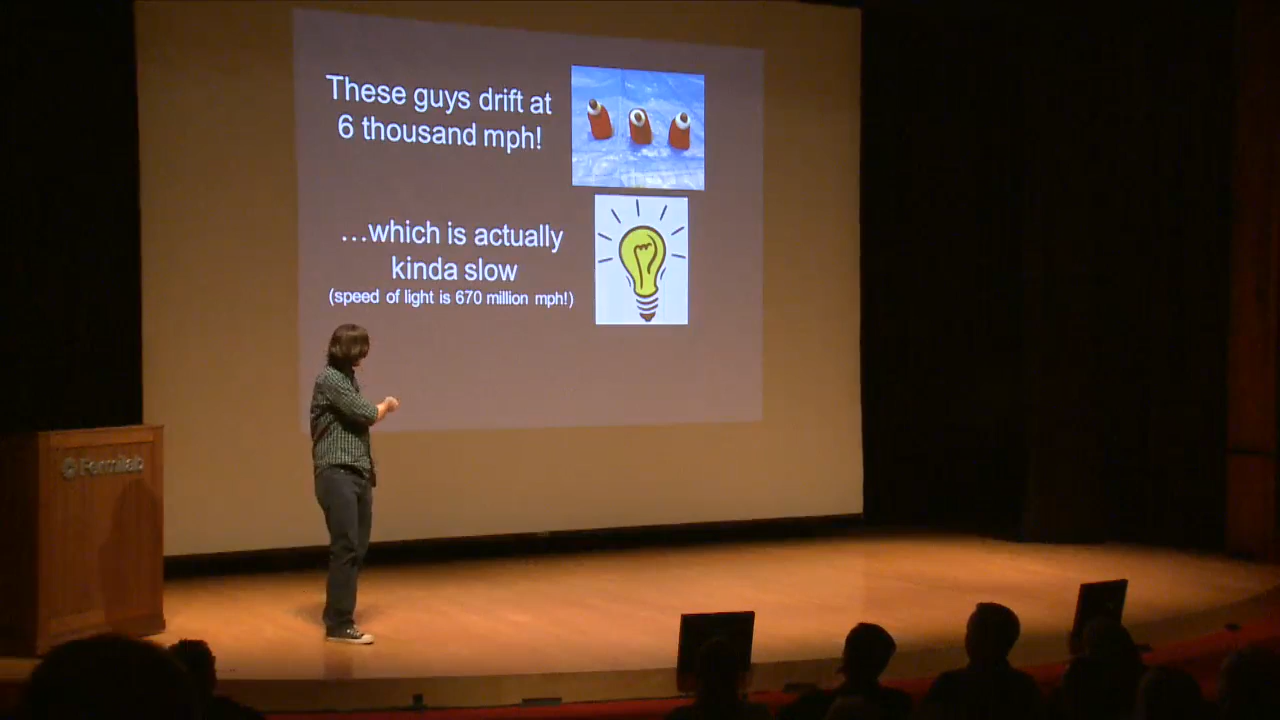 These guys drift at
6 thousand mph!
…which is actually
kinda slow
(speed of light is 670 million mph!)
Fermilab